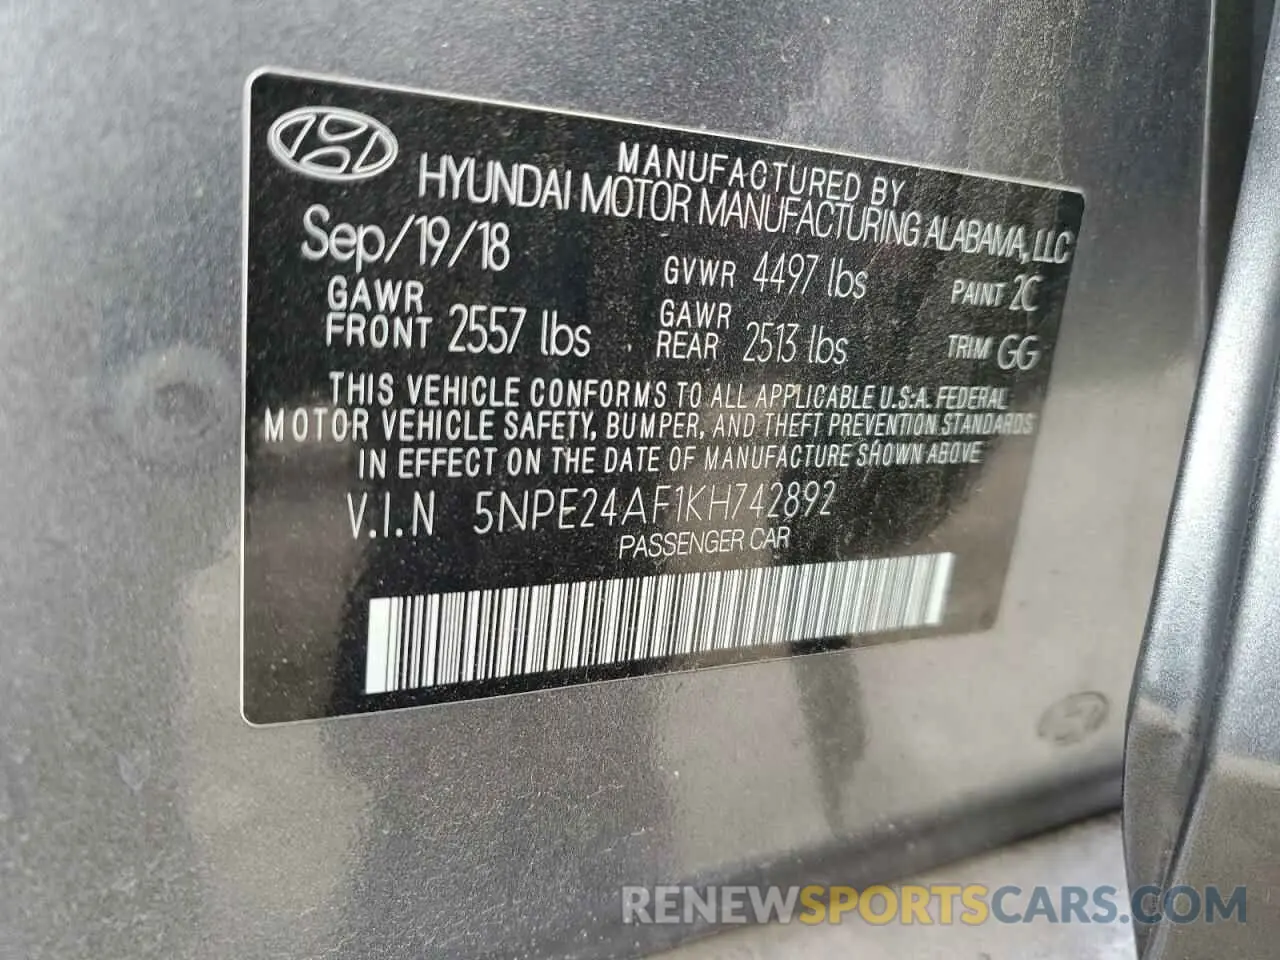 MANUFACTURED BY
HYUNDAI MOTOR MANUFACTURING ALABAMA, LLC
Sep/19/18
GVWR 4497 lbs
PAINT 2C
GAWR
FRONT 2557 lbs
GAWR
REAR 2513 lbs
TRIM GG
THIS VEHICLE CONFORMS TO ALL APPLICABLE U.S.A. FEDERAL
MOTOR VEHICLE SAFETY, BUMPER, AND THEFT PREVENTION STANDARDS
IN EFFECT ON THE DATE OF MANUFACTURE SHOWN ABOVE
V.I.N 5NPE24AF1KH742892
PASSENGER CAR
RENEWSPORTSCARS.COM